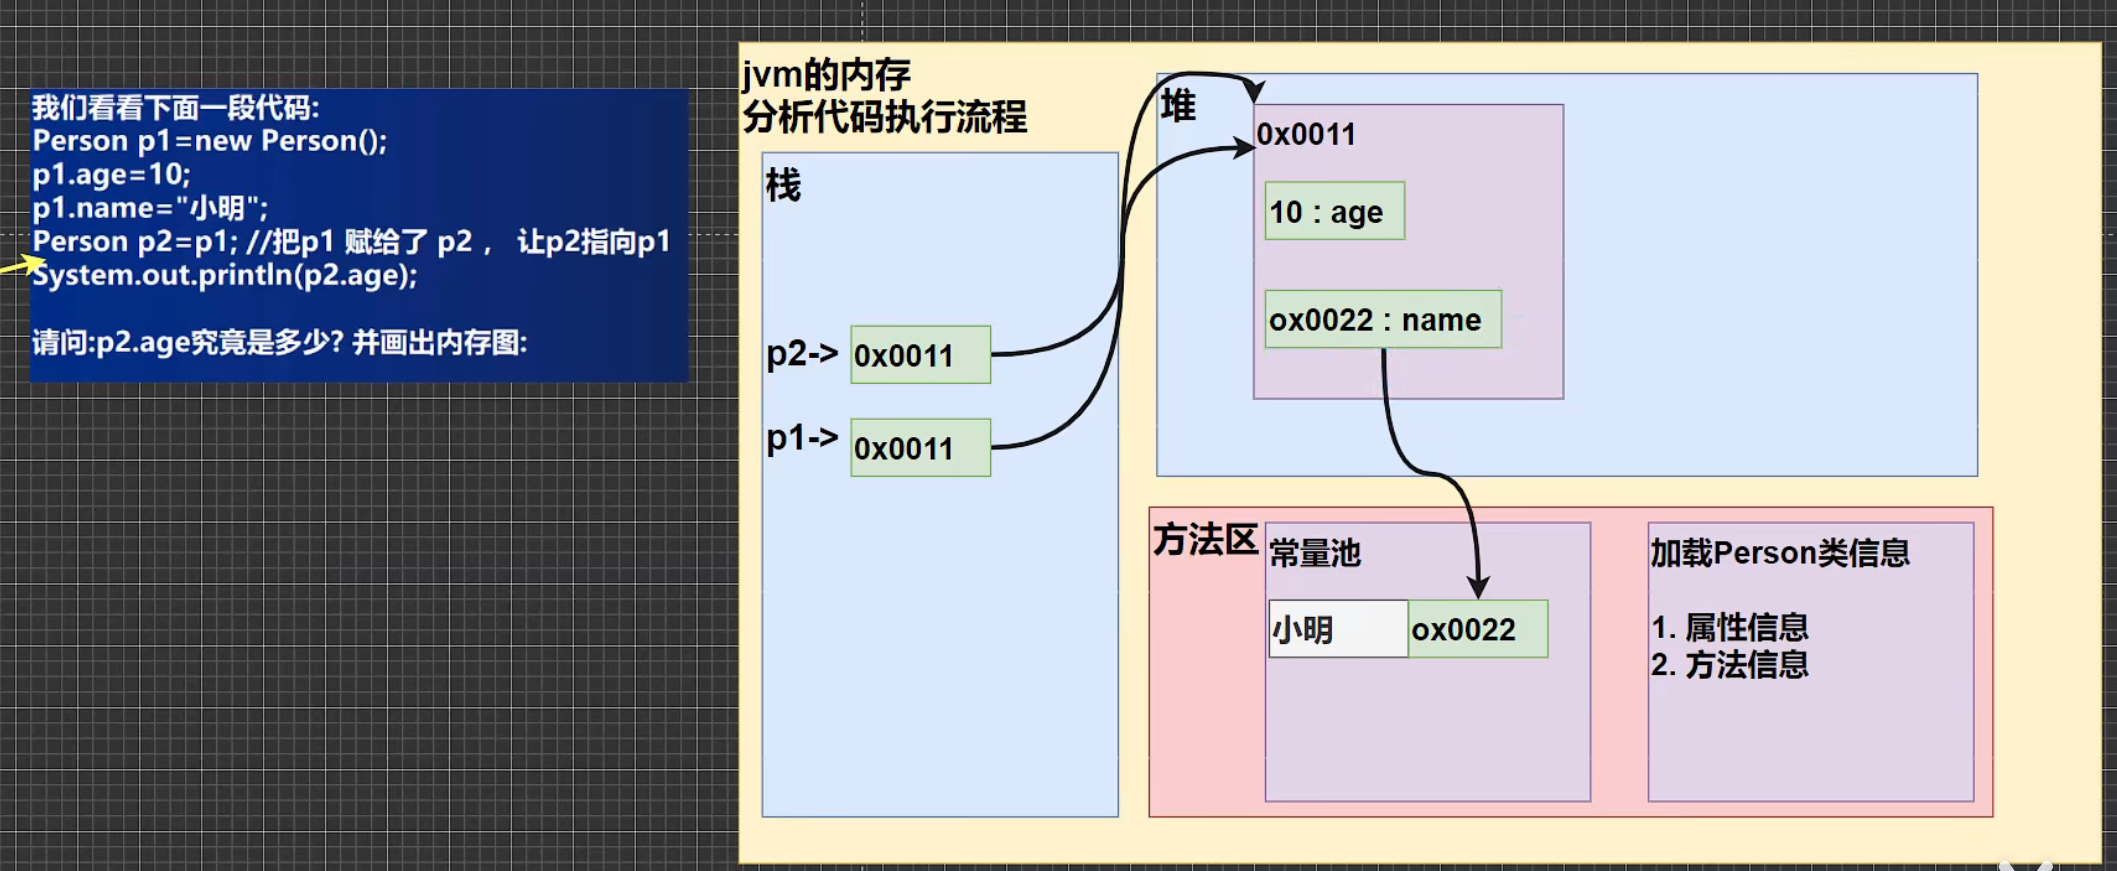 我们看看下面一段代码:
Person p1=new Person();
p1.age=10;
p1.name="小明";
Person p2=p1; //把p1 赋给了 p2 ， 让p2指向p1
System.out.println(p2.age);
请问:p2.age究竟是多少? 并画出内存图:
jvm的内存
分析代码执行流程
栈
p2-> 0x0011
p1-> 0x0011
堆
0x0011
10 : age
ox0022 : name
方法区
常量池
小明 ox0022
加载Person类信息
1. 属性信息
2. 方法信息